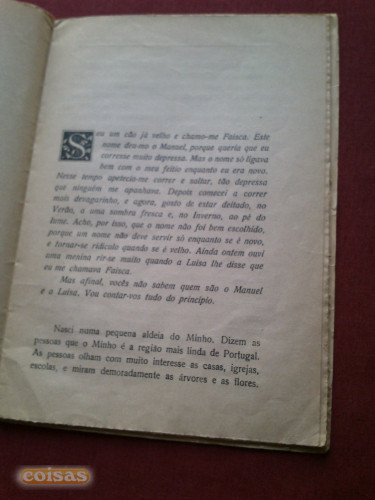 Sou um cão já velho e chamo-me Faísca. Este
nome deu-mo o Manuel, porque queria que eu
corresse muito depressa. Mas o nome só ligava
bem com o meu feitio enquanto eu era novo.
Nesse tempo apetecia-me correr e saltar, tão depressa
que ninguém me apanhava. Depois comecei a correr
mais devagarinho, e agora, gosto de estar deitado, no
Verão, a uma sombra fresca e, no Inverno, ao pé do
lume. Acho, por isso, que o nome não foi bem escolhido,
porque um nome não deve servir só enquanto se é novo,
e tornar-se ridículo quando se é velho. Ainda ontem ouvi
uma menina rir-se muito quando a Luísa lhe disse que
eu me chamava Faísca.
Mas afinal, vocês não sabem quem são o Manuel
e a Luísa. Vou contar-vos tudo do princípio.
Nasci numa pequena aldeia do Minho. Dizem as
pessoas que o Minho é a região mais linda de Portugal.
As pessoas olham com muito interesse as casas, igrejas,
escolas, e miram demoradamente as árvores e as flores,
coisas